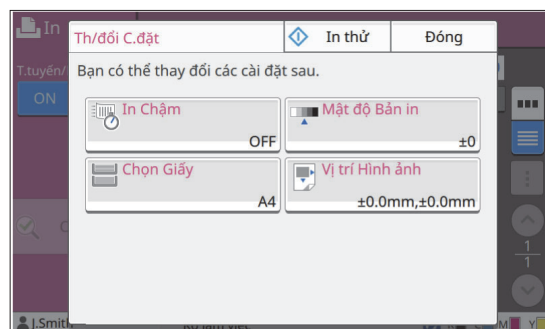 In
Th/đổi C.đặt
In thử
Đóng
T.tuyến/
Bạn có thể thay đổi các cài đặt sau.
ON
In Chậm
OFF
Mật độ Bản in
±0
Chọn Giấy
A4
Vị trí Hình ảnh
±0.0mm,±0.0mm
1
1
J.Smith
M
Y